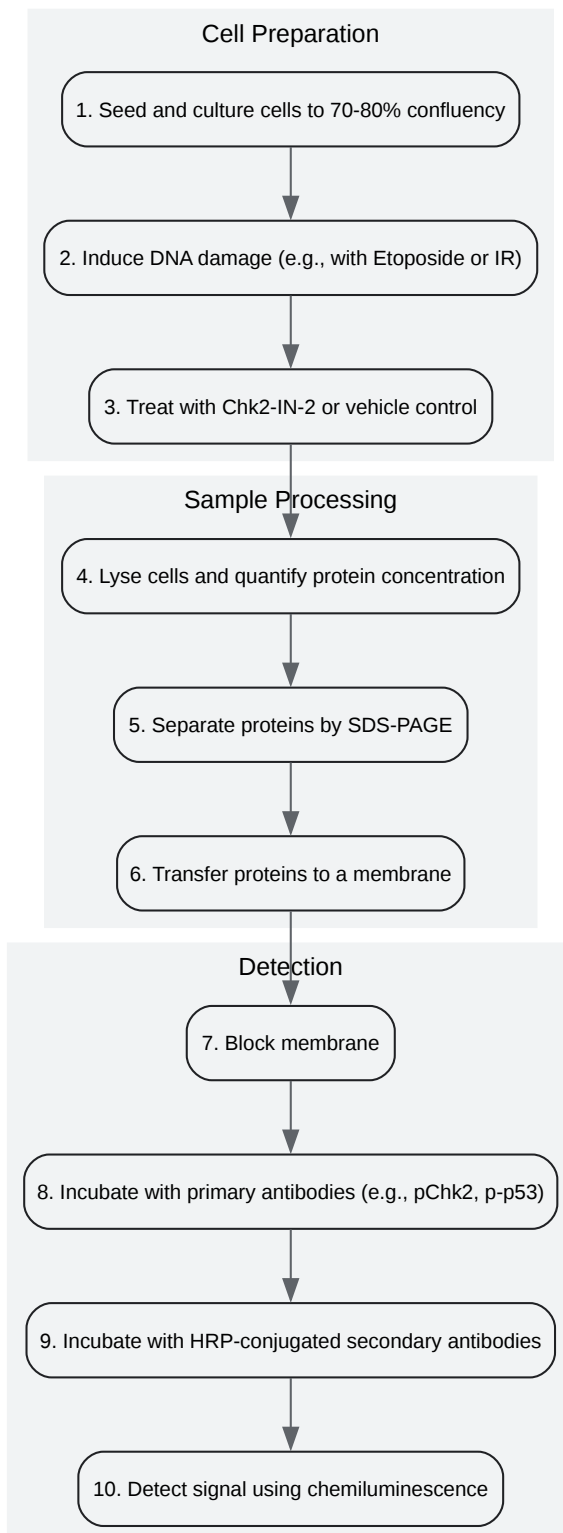 Cell Preparation
1. Seed and culture cells to 70-80% confluency
2. Induce DNA damage (e.g., with Etoposide or IR)
3. Treat with Chk2-IN-2 or vehicle control
Sample Processing
4. Lyse cells and quantify protein concentration
5. Separate proteins by SDS-PAGE
6. Transfer proteins to a membrane
Detection
7. Block membrane
8. Incubate with primary antibodies (e.g., pChk2, p-p53)
9. Incubate with HRP-conjugated secondary antibodies
10. Detect signal using chemiluminescence